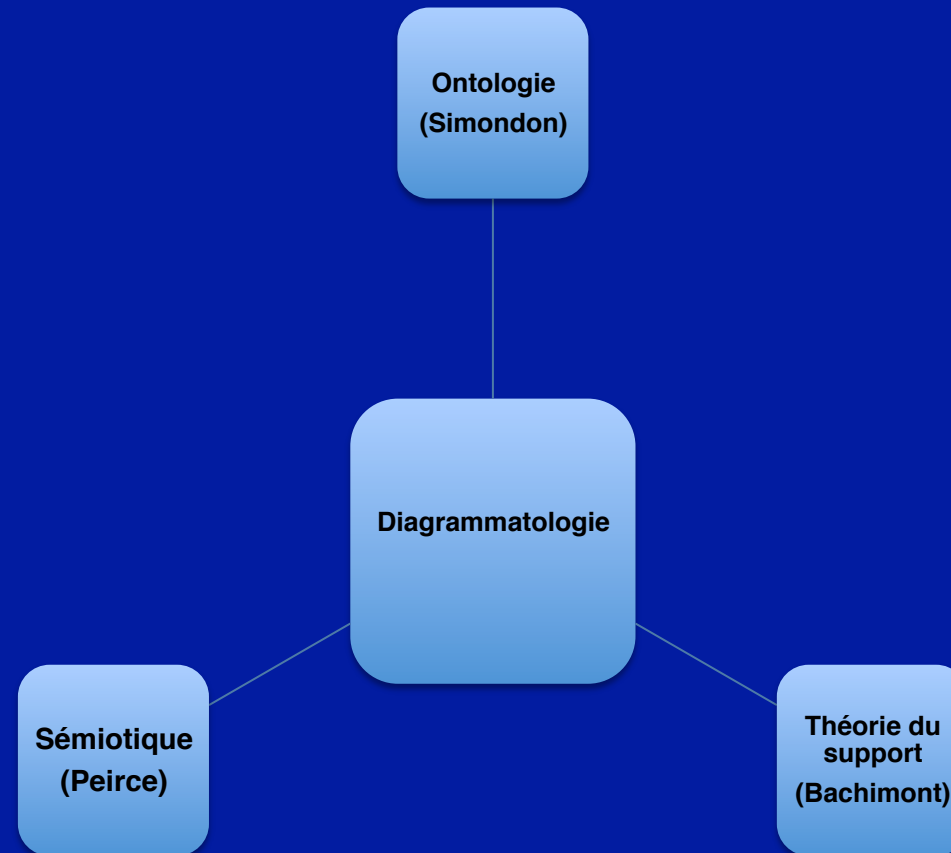 Ontologie
(Simondon)
Diagrammatologie
Sémiotique
(Peirce)
Théorie du
support
(Bachimont)